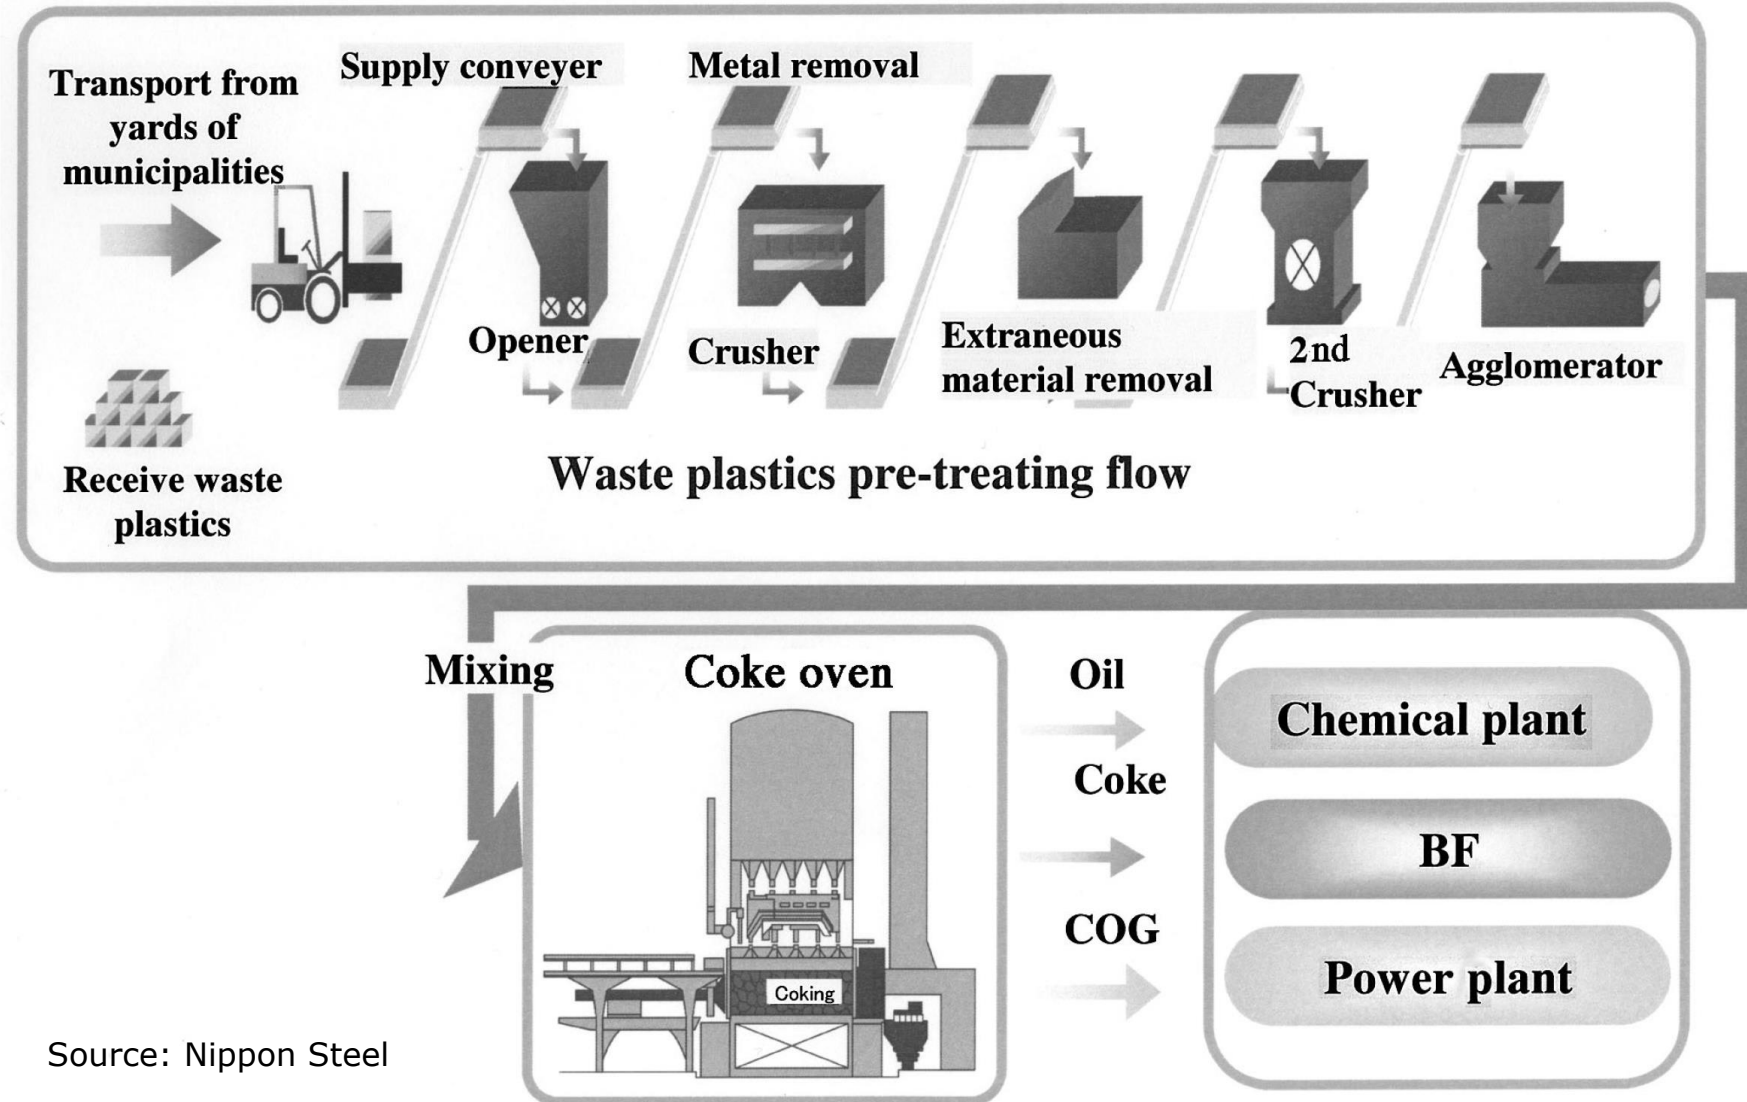 Transport from
yards of
municipalities
Supply conveyer
Metal removal
Opener
Crusher
Extraneous
material removal
2nd
Crusher
Agglomerator
Receive waste
plastics
Waste plastics pre-treating flow
Mixing
Coke oven
Coking
Oil
Coke
COG
Chemical plant
BF
Power plant
Source: Nippon Steel